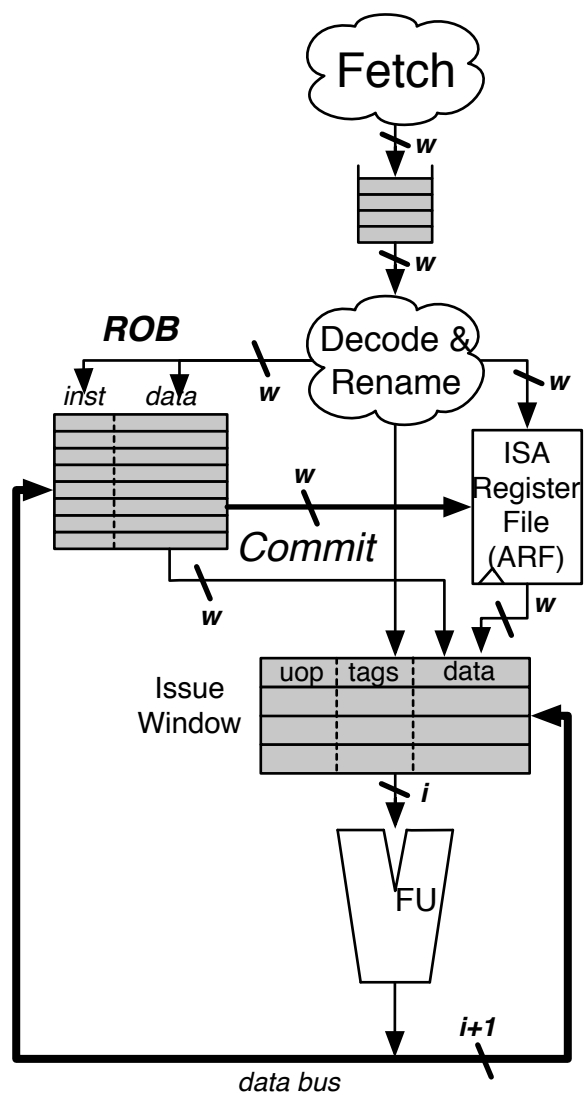 Fetch
w
w
ROB
Decode &
Rename
w
w
inst data
ISA
Register
File
(ARF)
w
Commit
w
w
Issue
Window
uop tags data
i
FU
i+1
data bus